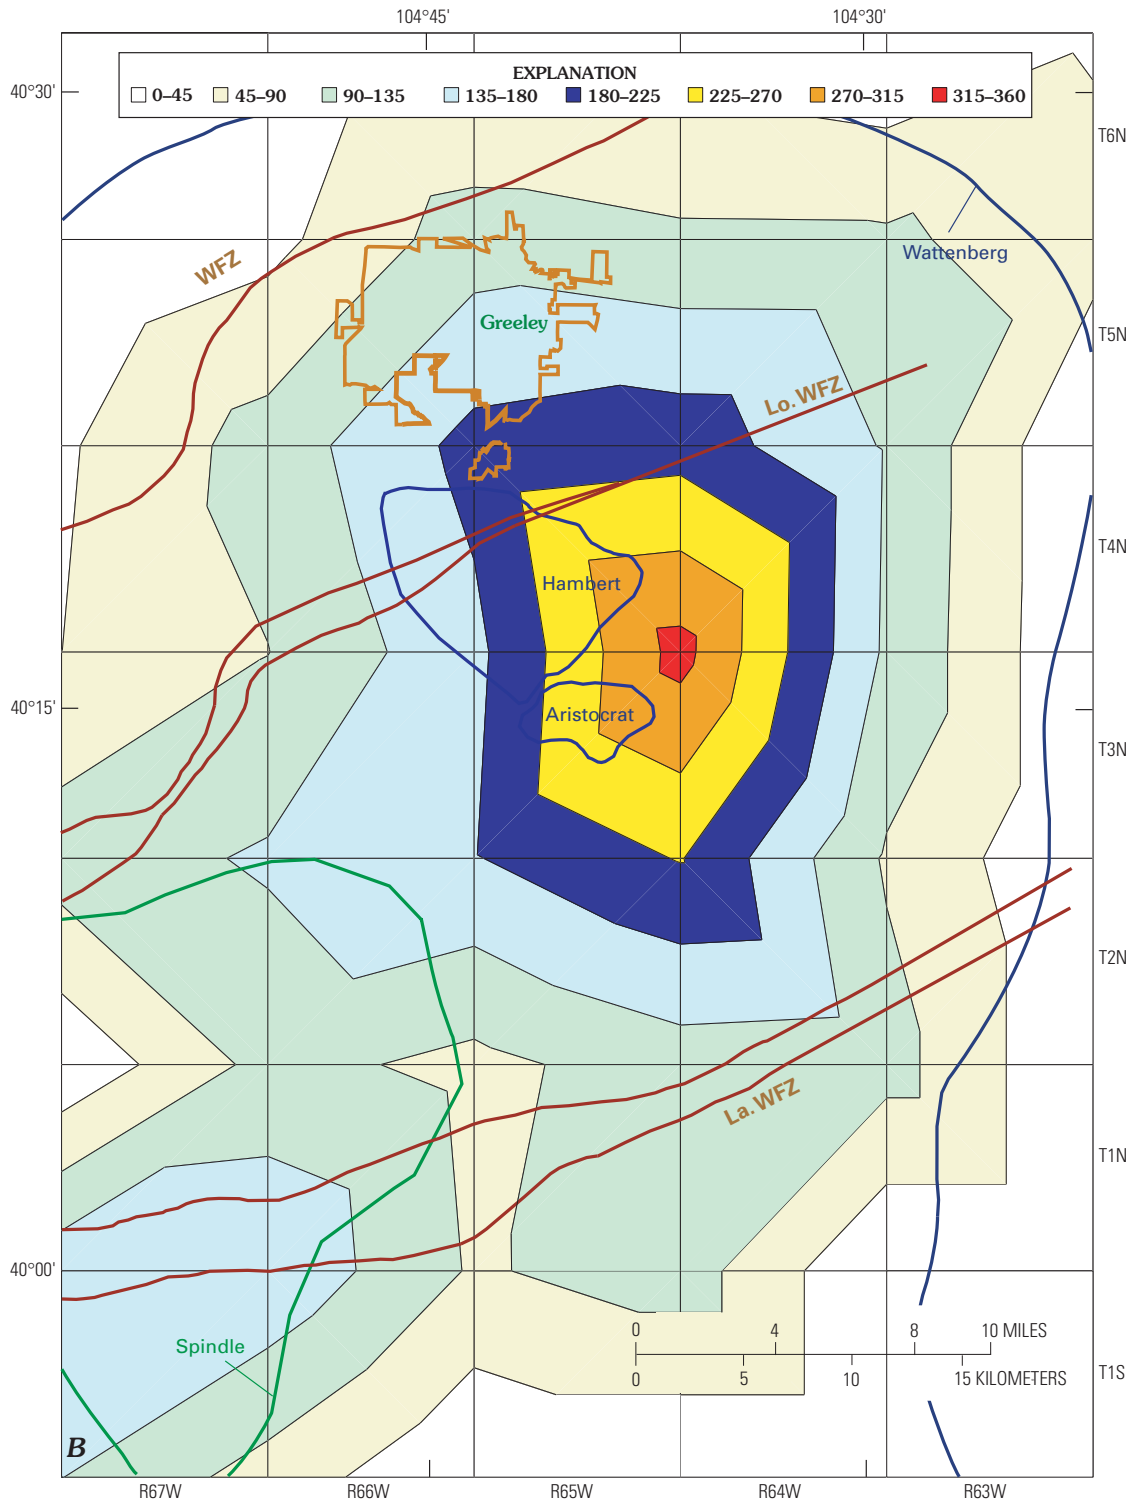 104°45' 104°30'
EXPLANATION
0–45 45–90 90–135 135–180 180–225 225–270 270–315 315–360
40°30'
T6N
WFZ
Wattenberg
Greeley
T5N
Lo. WFZ
T4N
Hambert
40°15'
Aristocrat
T3N
T2N
La. WFZ
T1N
40°00'
0 4 8 10 MILES
Spindle
0 5 10 15 KILOMETERS
T1S
B
R67W R66W R65W R64W R63W